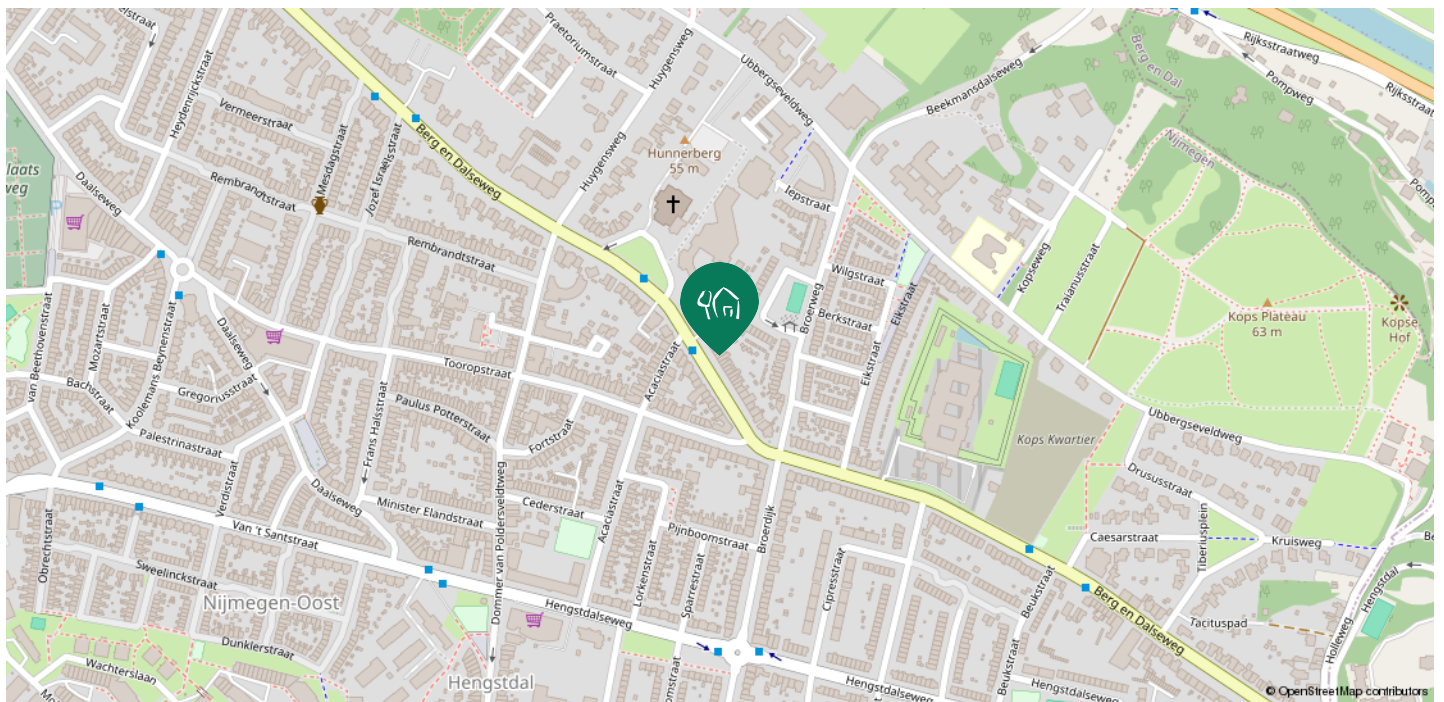 Praetoriumstraat
Huygensweg
Ubbergseveldweg
Berg en Dal
Rijksstraatweg
Pompweg
Beekmansdalseweg
Heydenrijckstraat
Vermeerstraat
Mesdagstraat
Jozef Israëlsstraat
Berg en Dalseweg
Hunnerberg
55 m
Huygensweg
Nijmegen
Daalseweg
Rembrandtstraat
Iepstraat
Rembrandtstraat
Wilgstraat
Broerweg
Berkstraat
Eikstraat
Kopseweg
Traianusstraat
Kops Plateau
63 m
Kopse
Hof
van Beethovenstraat
Mozartstraat
Koolemans Beynenstraat
Daalseweg
Tooropstraat
Acaciastraat
Eikstraat
Bachstraat
Gregoriusstraat
Paulus Potterstraat
Frans Halsstraat
Fortstraat
Palestrinastraat
Kops Kwartier
Ubbergseveldweg
Drususstraat
Verdistraat
Daalseweg
Dommer van Poldersveldtweg
Minister Elandstraat
Cederstraat
Acaciastraat
Pijnboomstraat
Broerdijk
Caesarstraat
Tiberiusplein
Kruisweg
Van 't Santstraat
Obrechtstraat
Sweelinckstraat
Lorkenstraat
Sparrestraat
Cipresstraat
Beukstraat
Hengstdal
Nijmegen-Oost
Hengstdalseweg
Berg en Dalseweg
Tacituspad
Holleweg
Dunklerstraat
Wachterslaan
Hengstdal
Hengstdalseweg
Beukstraat
Hengstdalseweg
© OpenStreetMap contributors